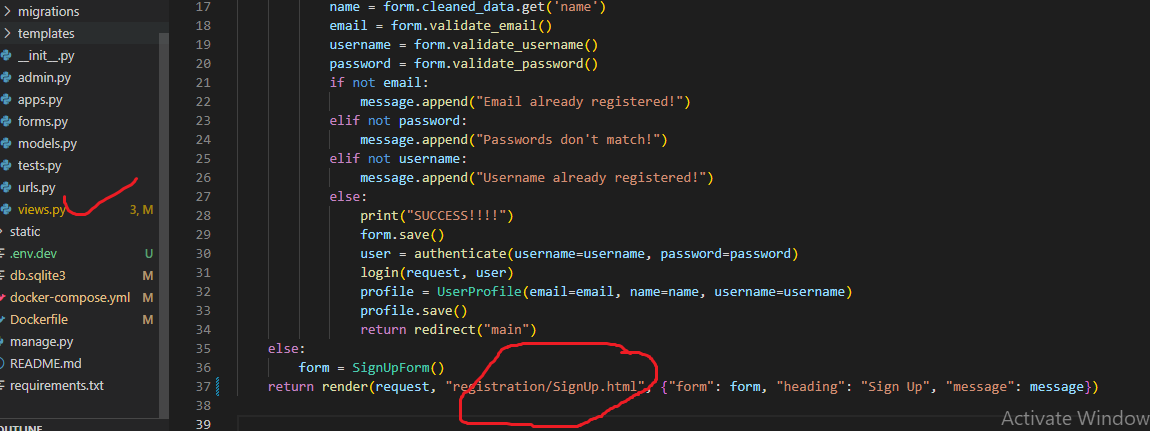 migrations
templates
__init__.py
admin.py
apps.py
forms.py
models.py
tests.py
urls.py
views.py 3, M
static
.env.dev U
db.sqlite3 M
docker-compose.yml M
Dockerfile M
manage.py
README.md
requirements.txt
OUTLINE
17 name = form.cleaned_data.get('name')
18 email = form.validate_email()
19 username = form.validate_username()
20 password = form.validate_password()
21 if not email:
22 message.append("Email already registered!")
23 elif not password:
24 message.append("Passwords don't match!")
25 elif not username:
26 message.append("Username already registered!")
27 else:
28 print("SUCCESS!!!!")
29 form.save()
30 user = authenticate(username=username, password=password)
31 login(request, user)
32 profile = UserProfile(email=email, name=name, username=username)
33 profile.save()
34 return redirect("main")
35 else:
36 form = SignUpForm()
37 return render(request, "registration/SignUp.html", {"form": form, "heading": "Sign Up", "message": message})
38
39
Activate Window